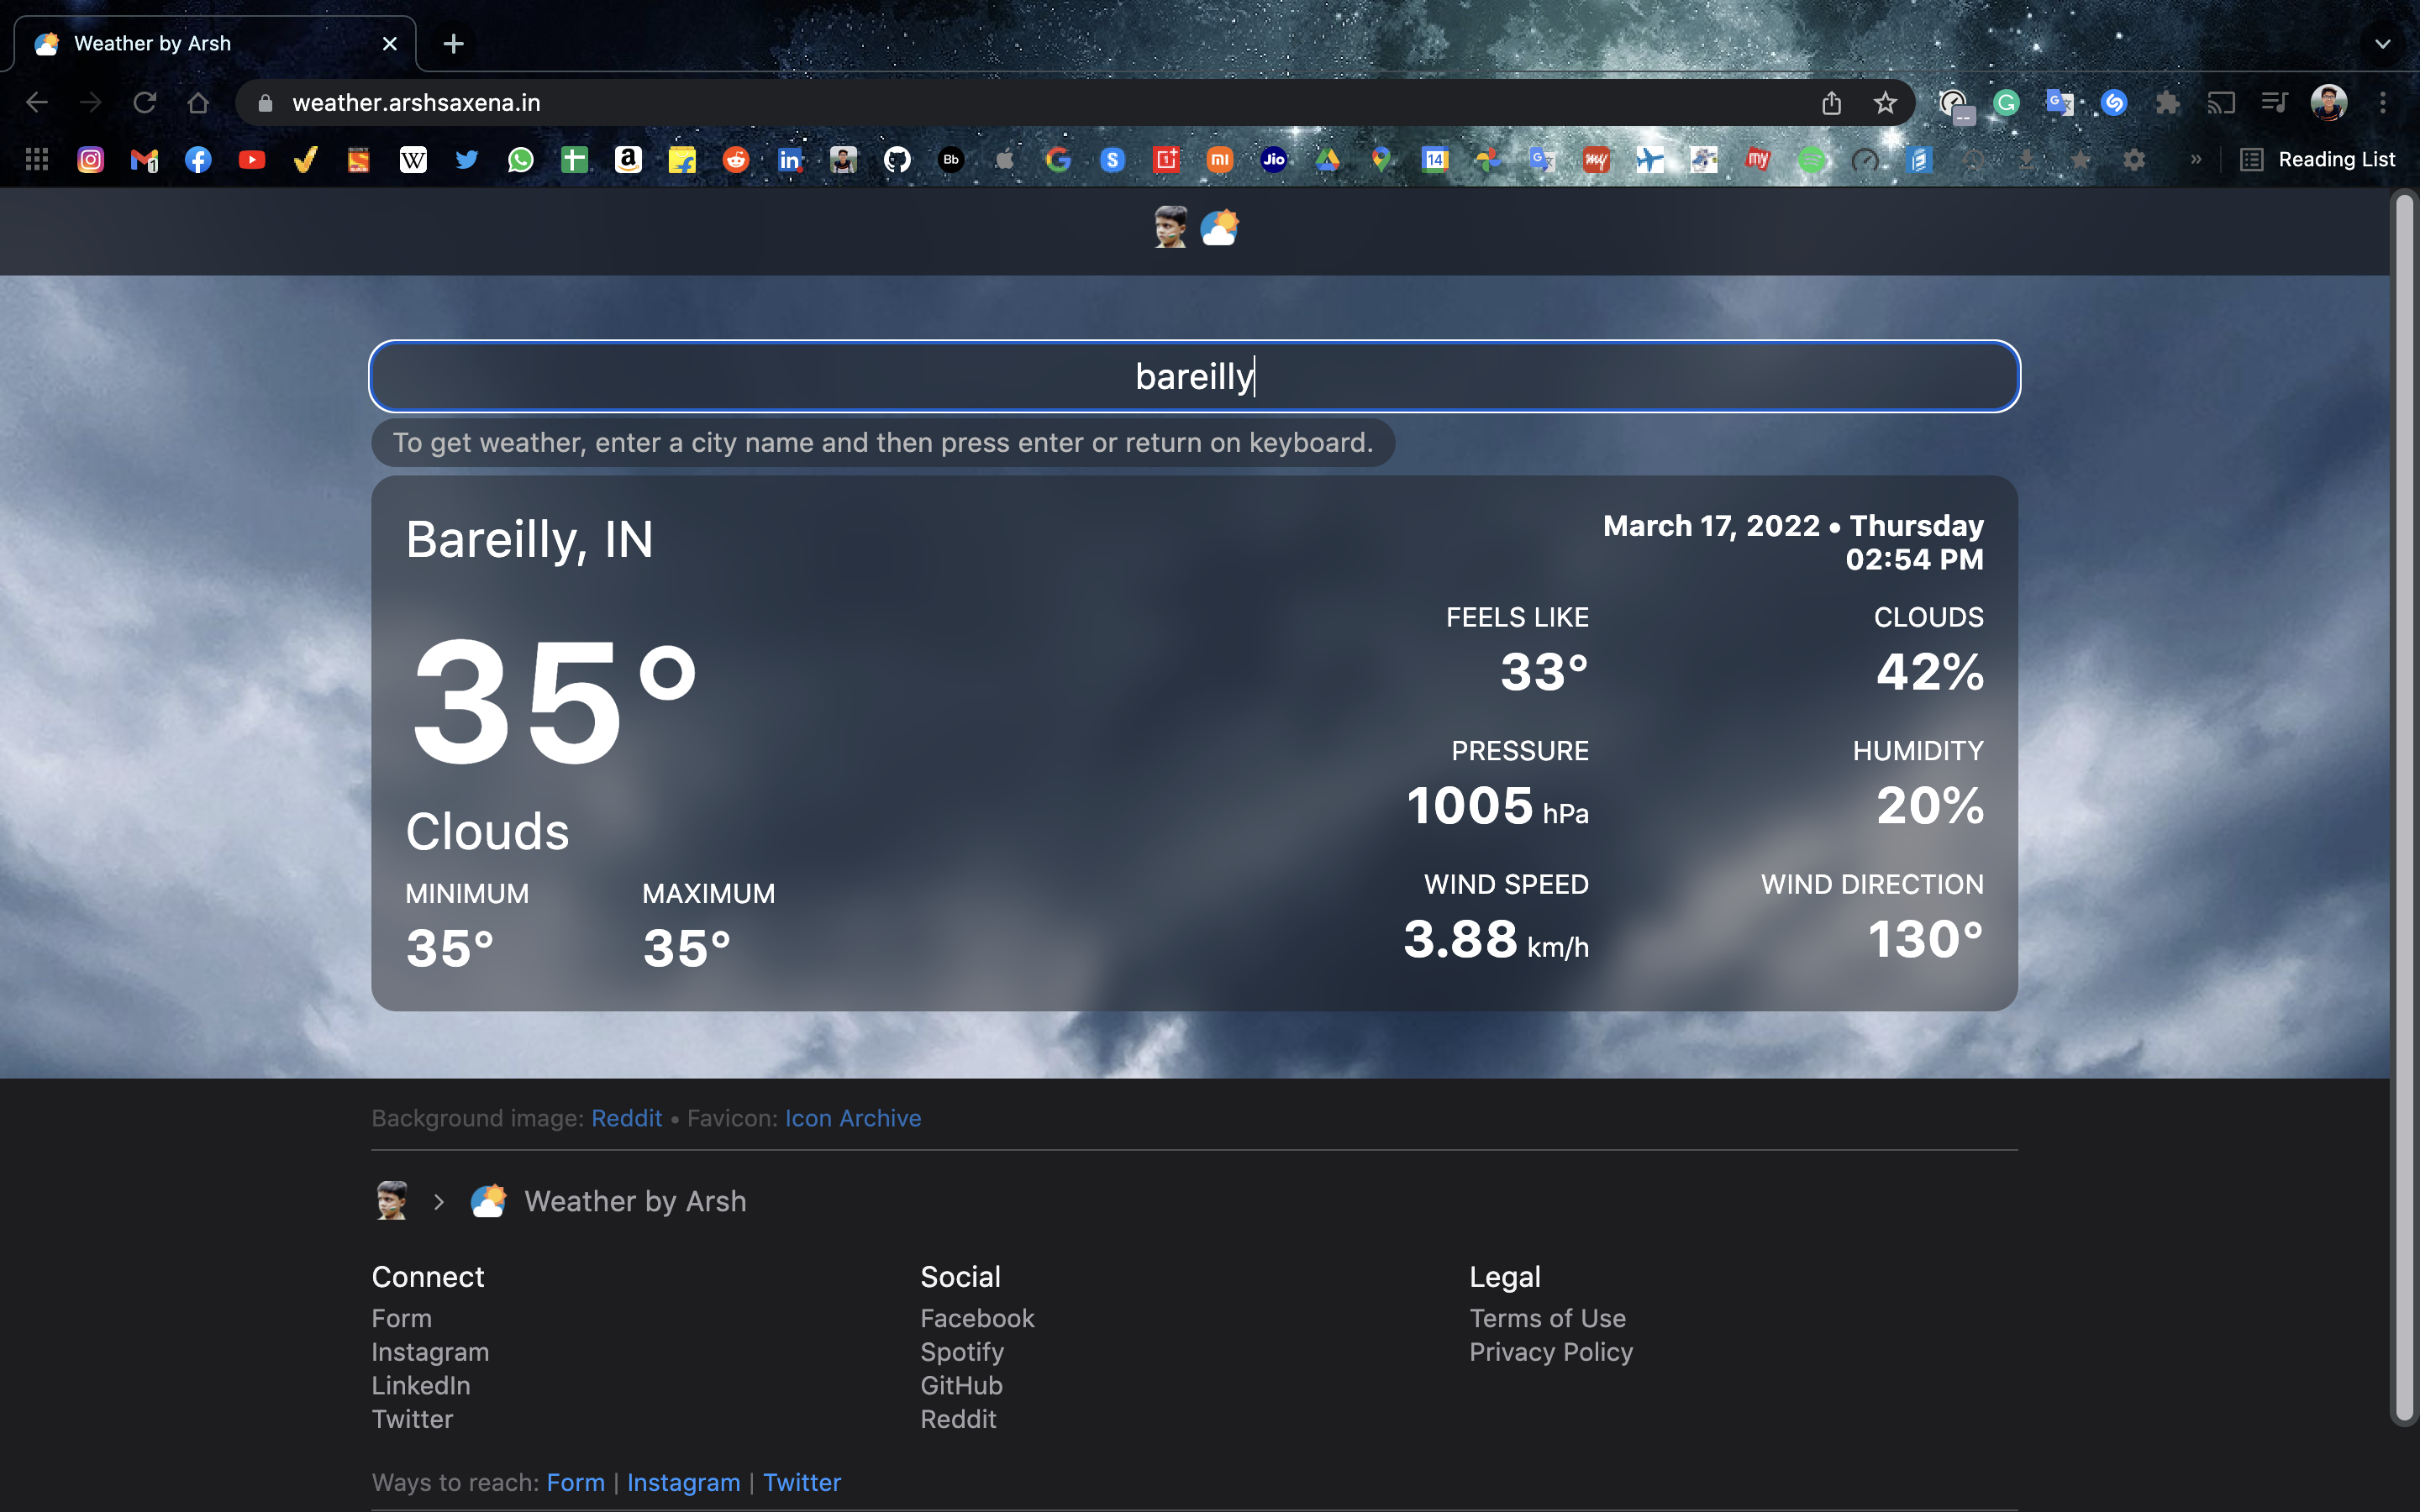 Weather by Arsh
weather.arshsaxena.in
Reading List
bareilly
To get weather, enter a city name and then press enter or return on keyboard.
Bareilly, IN
March 17, 2022 • Thursday
02:54 PM
35°
Clouds
MINIMUM MAXIMUM
35° 35°
FEELS LIKE CLOUDS
33° 42%
PRESSURE HUMIDITY
1005 hPa 20%
WIND SPEED WIND DIRECTION
3.88 km/h 130°
Background image: Reddit • Favicon: Icon Archive
Weather by Arsh
Connect
Form
Instagram
LinkedIn
Twitter
Social
Facebook
Spotify
GitHub
Reddit
Legal
Terms of Use
Privacy Policy
Ways to reach: Form | Instagram | Twitter